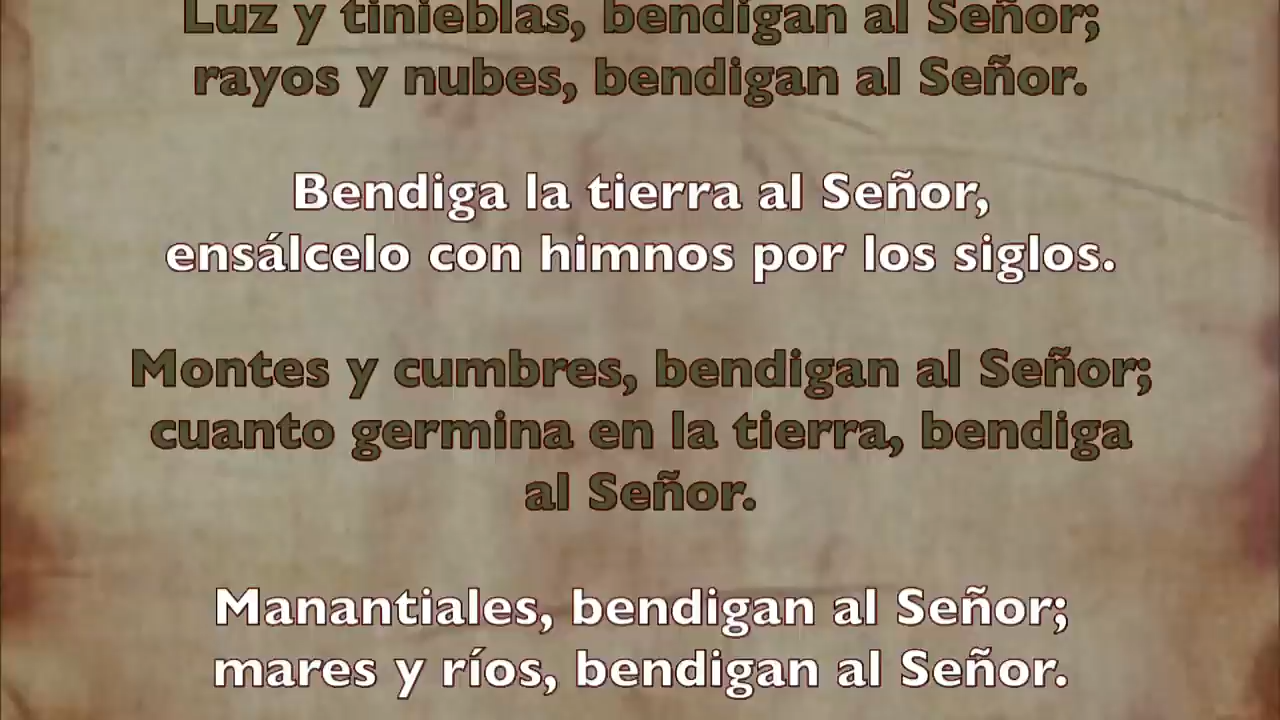 Luz y tinieblas, bendigan al Señor;
rayos y nubes, bendigan al Señor.
Bendiga la tierra al Señor,
ensálcelo con himnos por los siglos.
Montes y cumbres, bendigan al Señor;
cuanto germina en la tierra, bendiga
al Señor.
Manantiales, bendigan al Señor;
mares y ríos, bendigan al Señor.